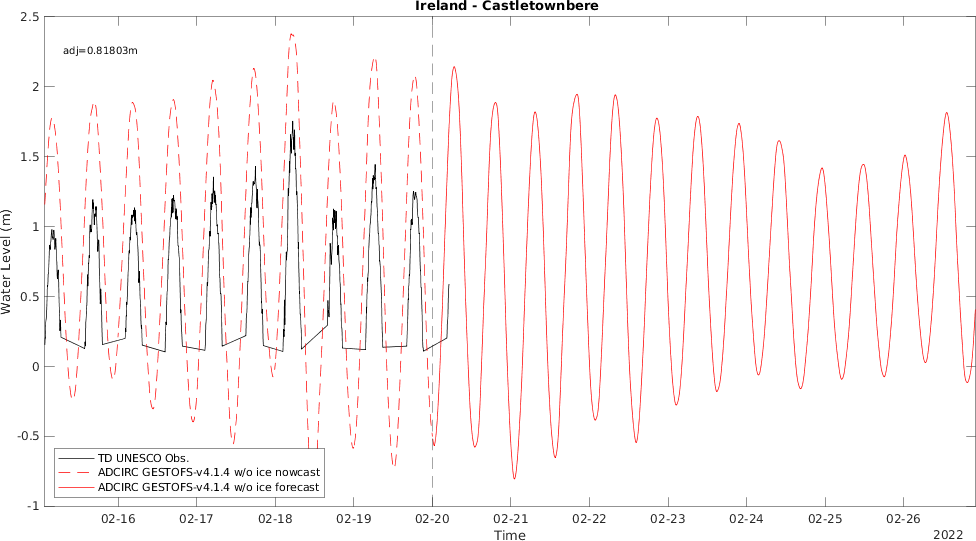 Ireland - Castletownbere
adj=0.81803m
2.5
2
1.5
1
0.5
0
-0.5
-1
Water Level (m)
TD UNESCO Obs.
ADCIRC GESTOFS-v4.1.4 w/o ice nowcast
ADCIRC GESTOFS-v4.1.4 w/o ice forecast
02-16 02-17 02-18 02-19 02-20 02-21 02-22 02-23 02-24 02-25 02-26
Time
2022